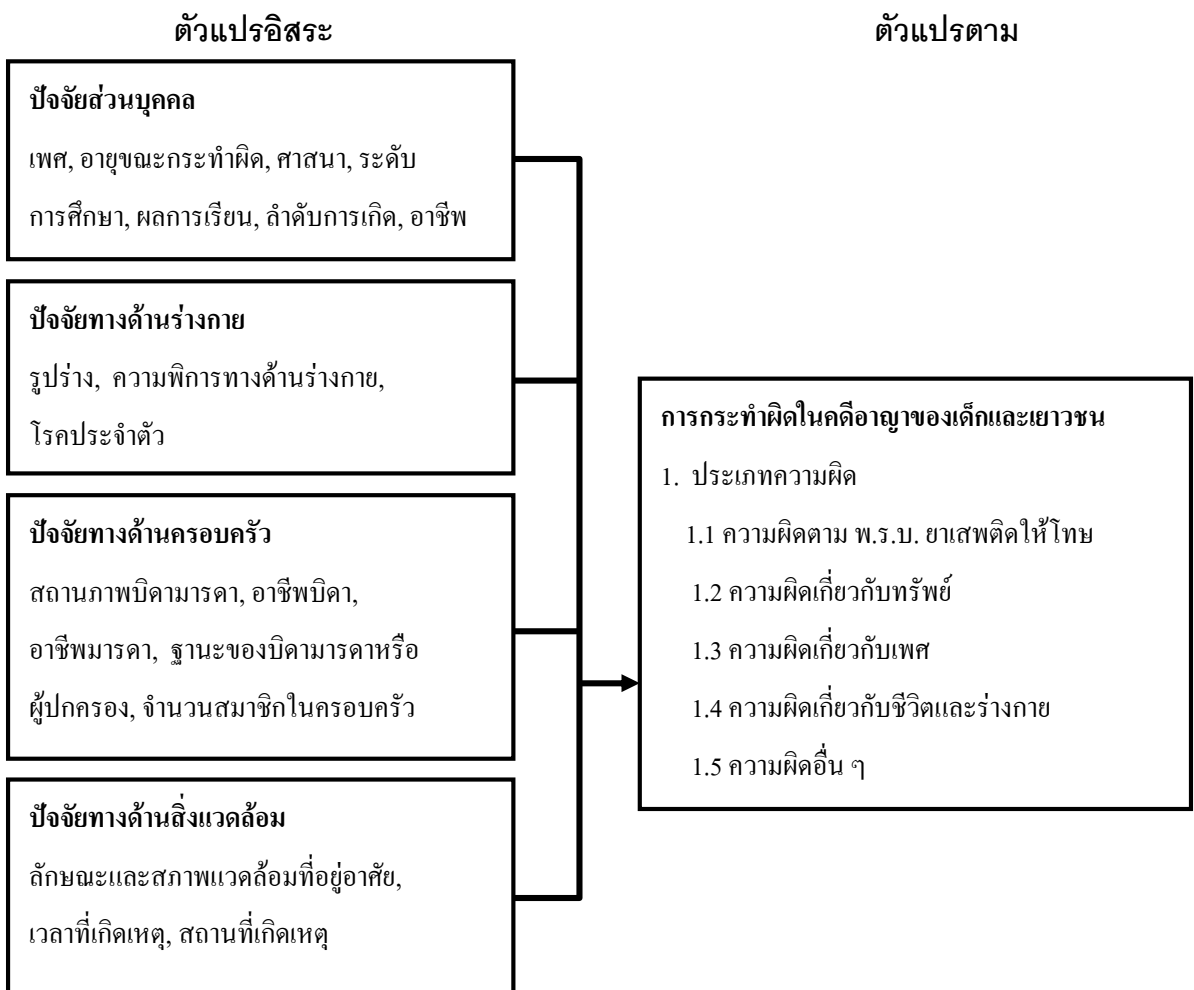 ตัวแปรอิสระ
ตัวแปรตาม
ปัจจัยส่วนบุคคล
เพศ, อายุขณะกระทำผิด, ศาสนา, ระดับ
การศึกษา, ผลการเรียน, ลำดับการเกิด, อาชีพ
ปัจจัยทางด้านร่างกาย
รูปร่าง, ความพิการทางด้านร่างกาย,
โรคประจำตัว
ปัจจัยทางด้านครอบครัว
สถานภาพบิดามารดา, อาชีพบิดา,
อาชีพมารดา, ฐานะของบิดามารดาหรือ
ผู้ปกครอง, จำนวนสมาชิกในครอบครัว
ปัจจัยทางด้านสิ่งแวดล้อม
ลักษณะและสภาพแวดล้อมที่อยู่อาศัย,
เวลาที่เกิดเหตุ, สถานที่เกิดเหตุ
การกระทำผิดในคดีอาญาของเด็กและเยาวชน
1. ประเภทความผิด
1.1 ความผิดตาม พ.ร.บ. ยาเสพติดให้โทษ
1.2 ความผิดเกี่ยวกับทรัพย์
1.3 ความผิดเกี่ยวกับเพศ
1.4 ความผิดเกี่ยวกับชีวิตและร่างกาย
1.5 ความผิดอื่น ๆ